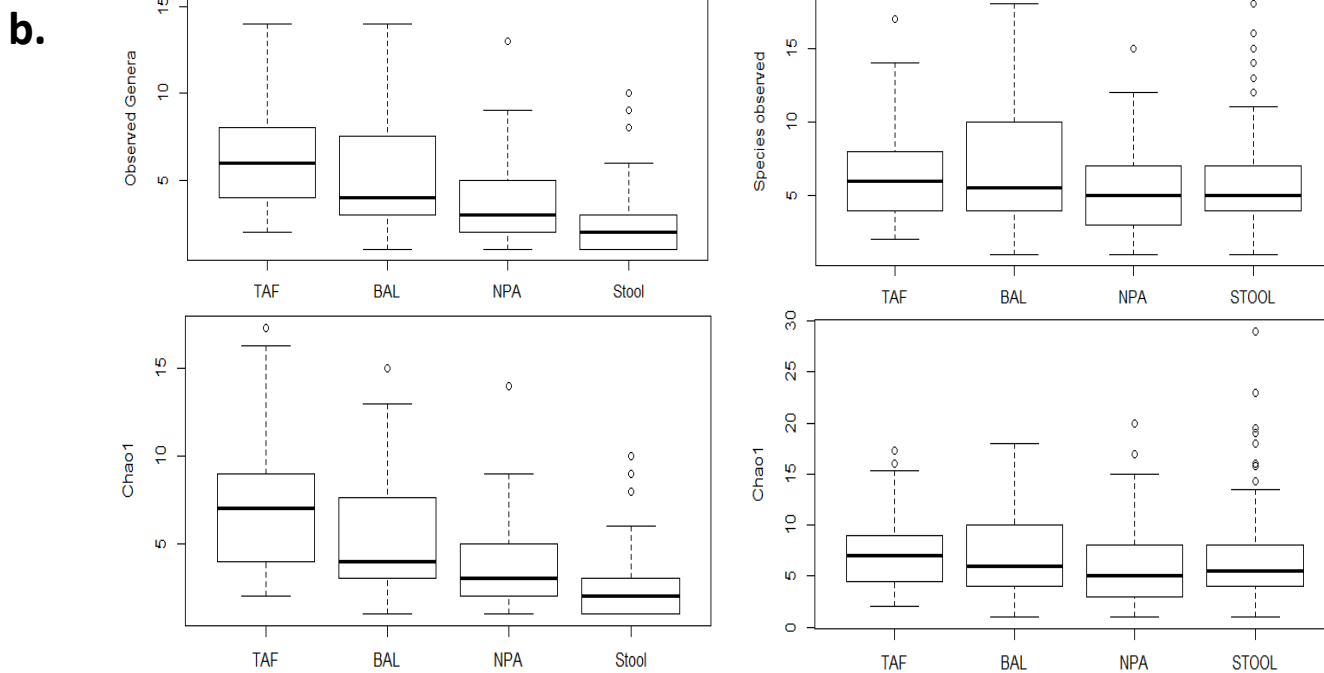 b.
Observed Genera
15
10
5
TAF BAL NPA Stool
Species observed
15
10
5
TAF BAL NPA STOOL
Chao1
15
10
5
TAF BAL NPA Stool
Chao1
30
25
20
15
10
5
0
TAF BAL NPA STOOL